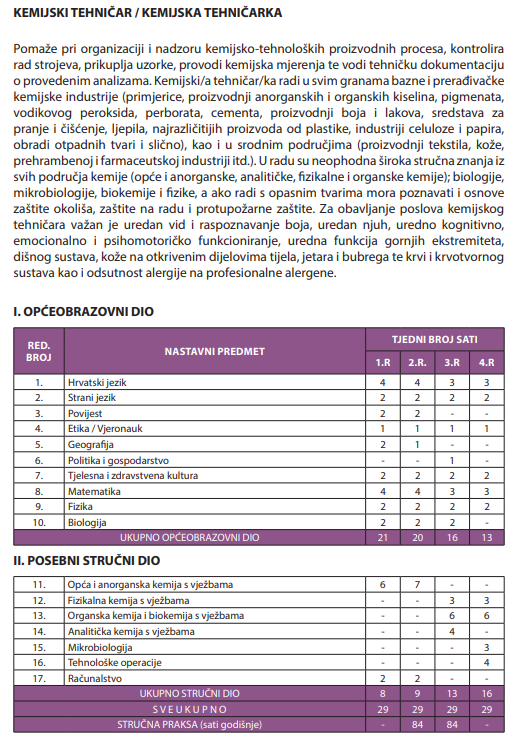 KEMIJSKI TEHNIČAR / KEMIJSKA TEHNIČARKA
Pomaže pri organizaciji i nadzoru kemijsko-tehnoloških proizvodnih procesa, kontrolira
rad strojeva, prikuplja uzorke, provodi kemijska mjerenja te vodi tehničku dokumentaciju
o provedenim analizama. Kemijski/a tehničar/ka radi u svim granama bazne i prerađivačke
kemijske industrije (primjerice, proizvodnji anorganskih i organskih kiselina, pigmenata,
vodikovog peroksida, perborata, cementa, proizvodnji boja i lakova, sredstava za
pranje i čišćenje, ljepila, najrazličitijih proizvoda od plastike, industriji celuloze i papira,
obradi otpadnih tvari i slično), kao i u srodnim područjima (proizvodnji tekstila, kože,
prehrambenoj i farmaceutskoj industriji itd.). U radu su neophodna široka stručna znanja iz
svih područja kemije (opće i anorganske, analitičke, fizikalne i organske kemije); biologije,
mikrobiologije, biokemije i fizike, a ako radi s opasnim tvarima mora poznavati i osnove
zaštite okoliša, zaštite na radu i protupožarne zaštite. Za obavljanje poslova kemijskog
tehničara važan je uredan vid i raspoznavanje boja, uredan njuh, uredno kognitivno,
emocionalno i psihomotoričko funkcioniranje, uredna funkcija gornjih ekstremiteta,
dišnog sustava, kože na otkrivenim dijelovima tijela, jetara i bubrega te krvi i krvotvornog
sustava kao i odsutnost alergije na profesionalne alergene.
I. OPĆEOBRAZOVNI DIO
RED. BROJ NASTAVNI PREDMET TJEDNI BROJ SATI
1.R 2.R. 3.R 4.R
1. Hrvatski jezik 4 4 3 3
2. Strani jezik 2 2 2 2
3. Povijest 2 2 - -
4. Etika / Vjeronauk 1 1 1 1
5. Geografija 2 1 - -
6. Politika i gospodarstvo - - 1 -
7. Tjelesna i zdravstvena kultura 2 2 2 2
8. Matematika 4 4 3 3
9. Fizika 2 2 2 2
10. Biologija 2 2 2 -
UKUPNO OPĆEOBRAZOVNI DIO 21 20 16 13
II. POSEBNI STRUČNI DIO
11. Opća i anorganska kemija s vježbama 6 7 - -
12. Fizikalna kemija s vježbama - - 3 3
13. Organska kemija i biokemija s vježbama - - 6 6
14. Analitička kemija s vježbama - - 4 -
15. Mikrobiologija - - - 3
16. Tehnološke operacije - - - 4
17. Računalstvo 2 2 - -
UKUPNO STRUČNI DIO 8 9 13 16
SVEUKUPNO 29 29 29 29
STRUČNA PRAKSA (sati godišnje) - 84 84 -